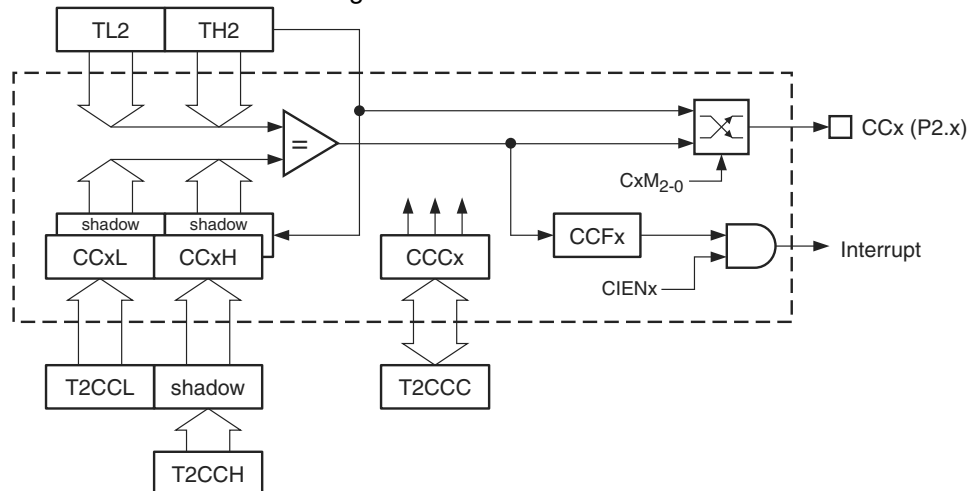 TL2 TH2
=
CCx (P2.x)
CxM2-0
shadow shadow
CCxL CCxH
CCCx
CCFx
Interrupt
CIENx
T2CCL shadow
T2CCC
T2CCH